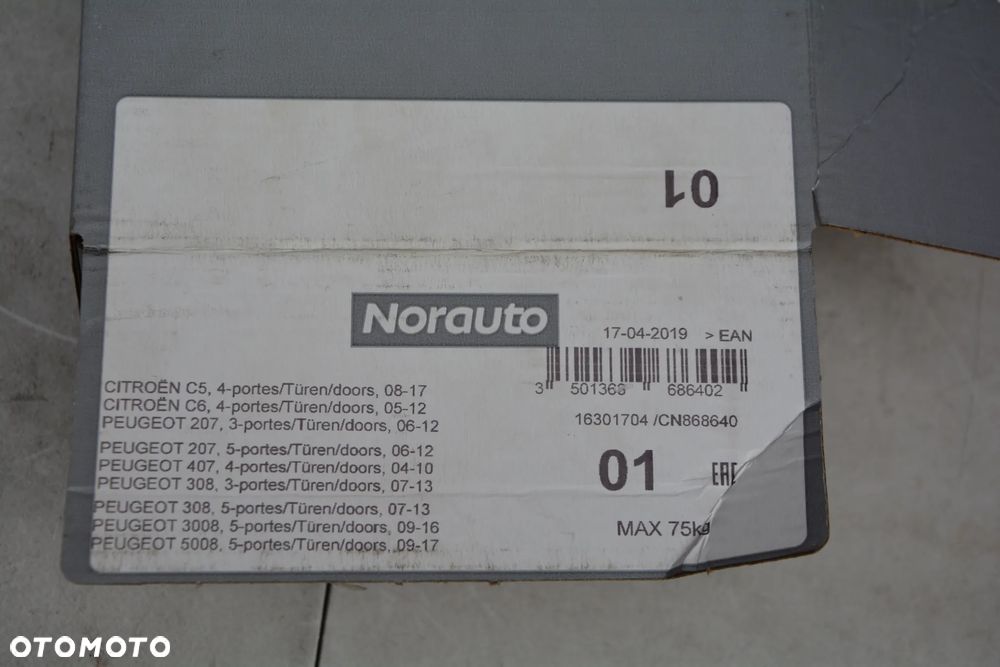 01
Norauto
17-04-2019 > EAN
3 501363 686402
16301704 /CN868640
CITROËN C5, 4-portes/Türen/doors, 08-17
CITROËN C6, 4-portes/Türen/doors, 05-12
PEUGEOT 207, 3-portes/Türen/doors, 06-12
PEUGEOT 207, 5-portes/Türen/doors, 06-12
PEUGEOT 407, 4-portes/Türen/doors, 04-10
PEUGEOT 308, 3-portes/Türen/doors, 07-13
PEUGEOT 308, 5-portes/Türen/doors, 07-13
PEUGEOT 3008, 5-portes/Türen/doors, 09-16
PEUGEOT 5008, 5-portes/Türen/doors, 09-17
01
EAC
MAX 75kg
OTOMOTO